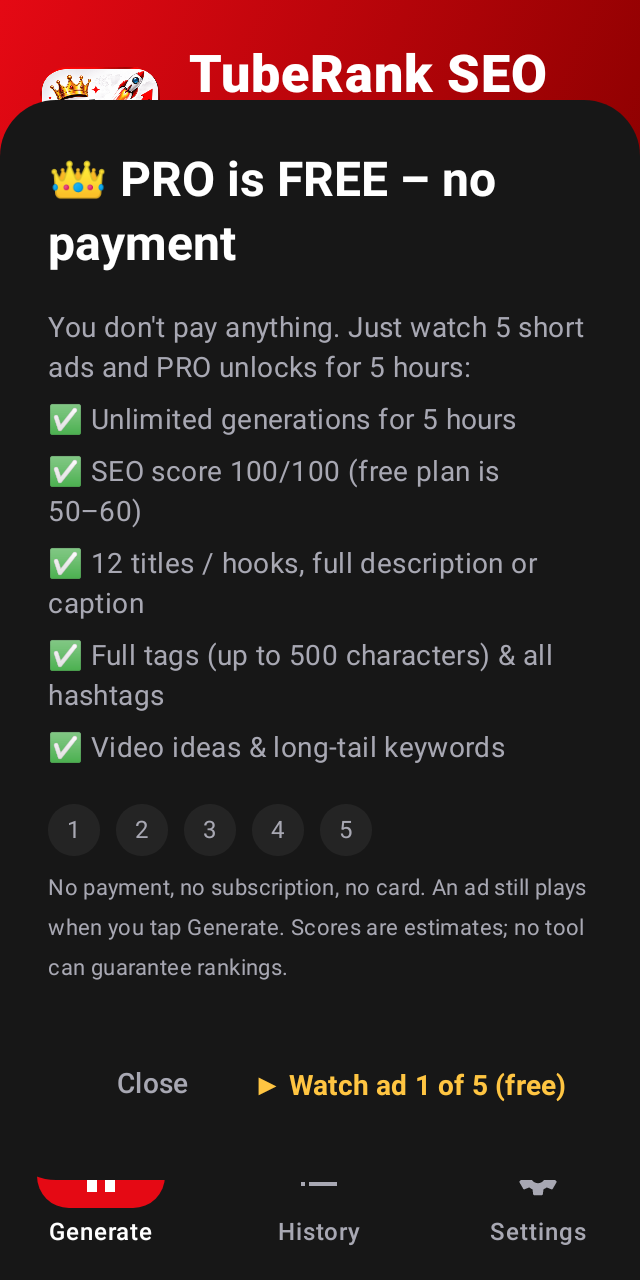 TubeRank SEO
👑 PRO is FREE – no
payment
You don't pay anything. Just watch 5 short
ads and PRO unlocks for 5 hours:
✅ Unlimited generations for 5 hours
✅ SEO score 100/100 (free plan is
50–60)
✅ 12 titles / hooks, full description or
caption
✅ Full tags (up to 500 characters) & all
hashtags
✅ Video ideas & long-tail keywords
1 2 3 4 5
No payment, no subscription, no card. An ad still plays
when you tap Generate. Scores are estimates; no tool
can guarantee rankings.
Close ► Watch ad 1 of 5 (free)
Generate History Settings